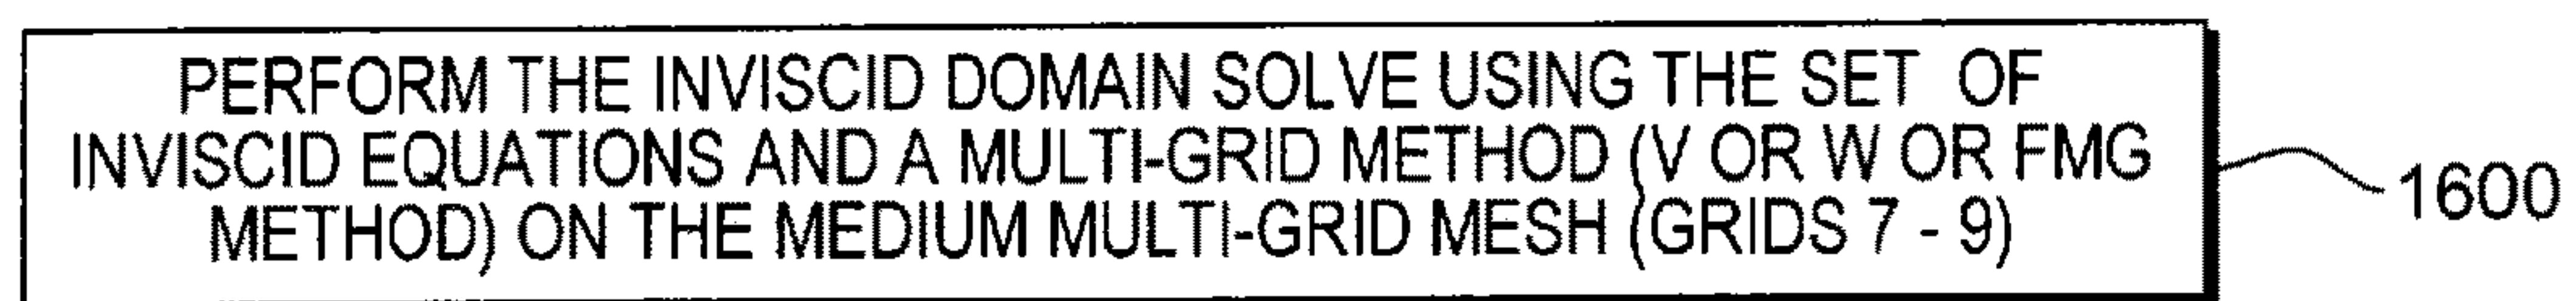 PERFORM THE INVISCID DOMAIN SOLVE USING THE SET OF
INVISCID EQUATIONS AND A MULTI-GRID METHOD (V OR W OR FMG
METHOD) ON THE MEDIUM MULTI-GRID MESH (GRIDS 7 - 9)
1600